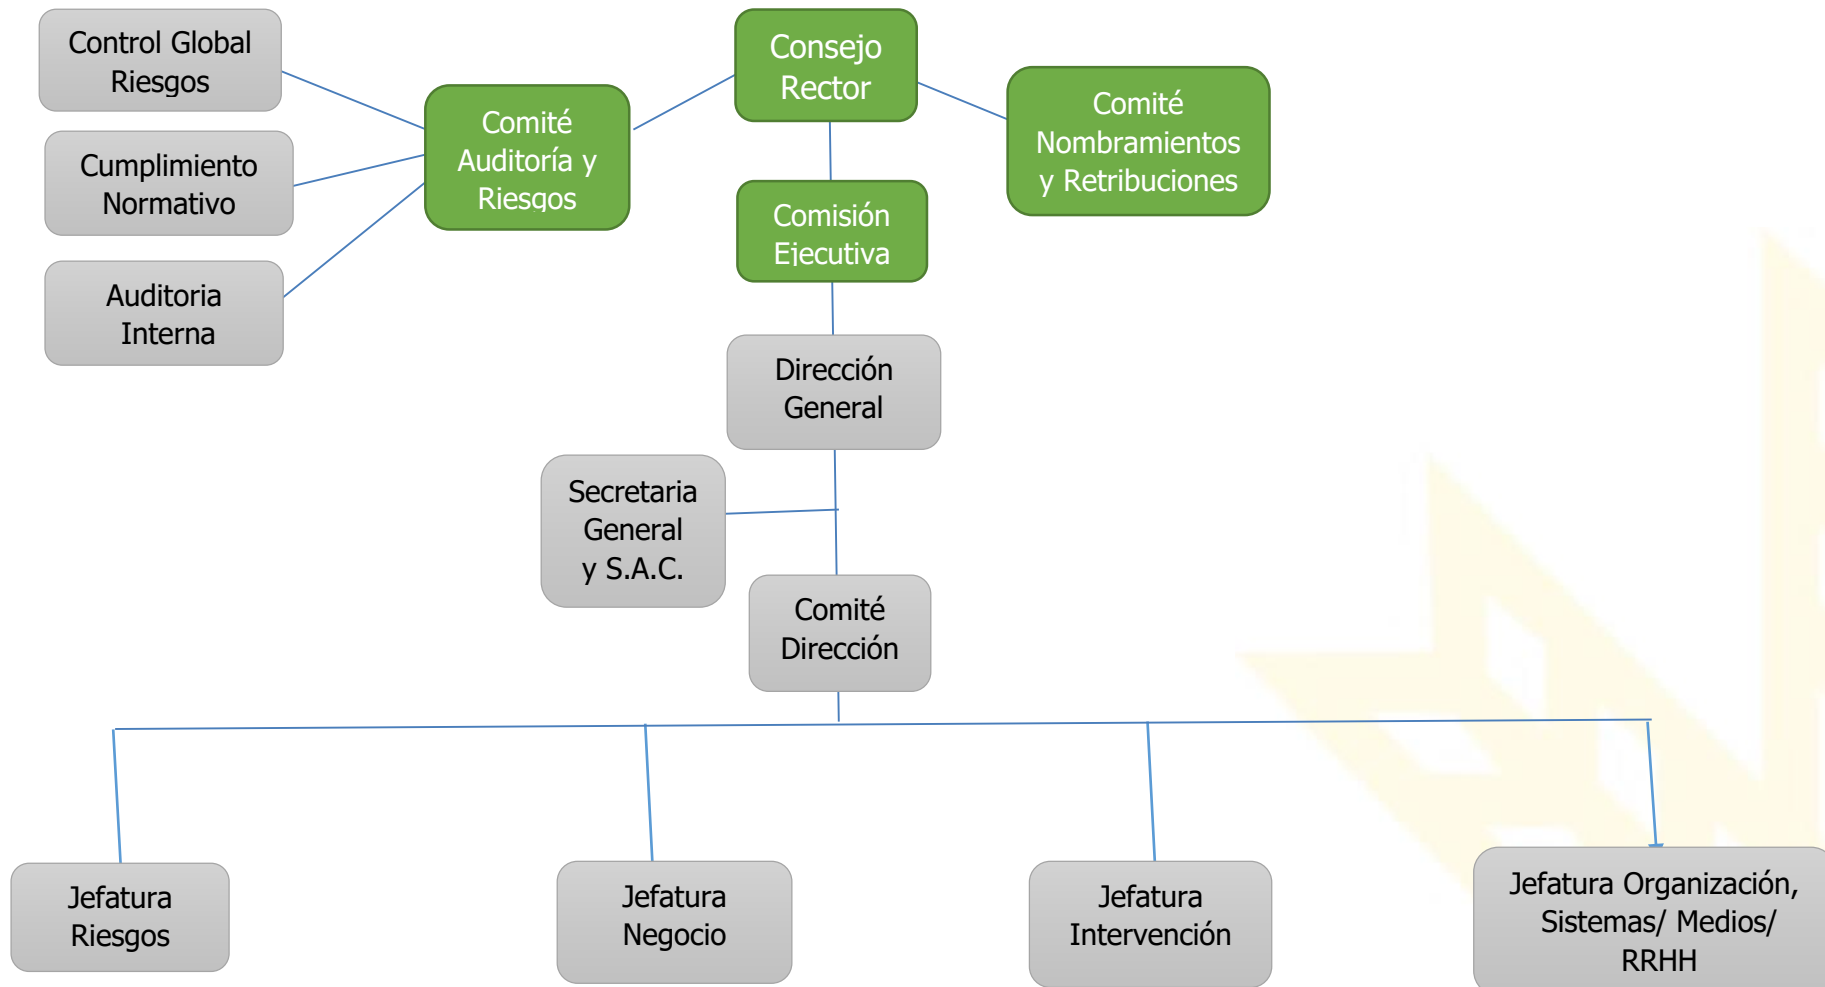 Control Global
Riesgos
Consejo
Rector
Comité
Auditoría y
Riesgos
Comité
Nombramientos
y Retribuciones
Cumplimiento
Normativo
Comisión
Ejecutiva
Auditoria
Interna
Dirección
General
Secretaria
General
y S.A.C.
Comité
Dirección
Jefatura
Riesgos
Jefatura
Negocio
Jefatura
Intervención
Jefatura Organización,
Sistemas/ Medios/
RRHH